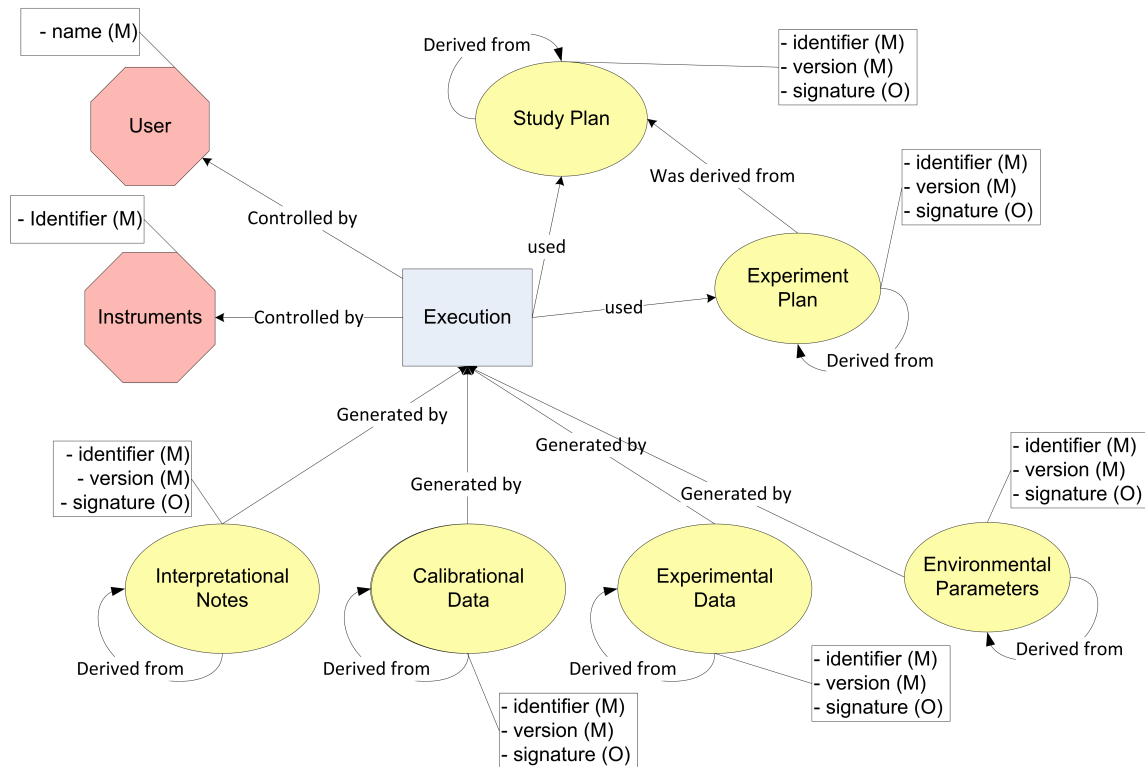 - name (M)
Derived from
- identifier (M)
- version (M)
- signature (O)
User
Study Plan
- identifier (M)
- version (M)
- signature (O)
Was derived from
- Identifier (M)
Controlled by
used
Experiment
Plan
Instruments
Controlled by
Execution
used
Derived from
Generated by
Generated by
- identifier (M)
- version (M)
- signature (O)
- identifier (M)
- version (M)
- signature (O)
Generated by
Generated by
Interpretational
Notes
Calibrational
Data
Experimental
Data
Environmental
Parameters
Derived from
Derived from
Derived from
Derived from
- identifier (M)
- version (M)
- signature (O)
- identifier (M)
- version (M)
- signature (O)